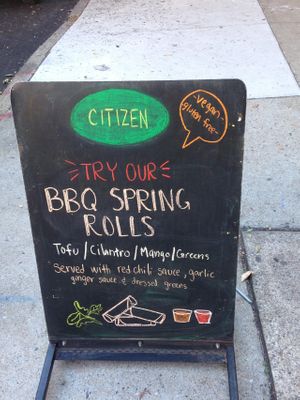 CITIZEN
-vegan-
gluten free-
TRY OUR
BBQ SPRING
ROLLS
Tofu/Cilantro/Mango/Greens
Served with red chili sauce, garlic
ginger sauce & dressed greens